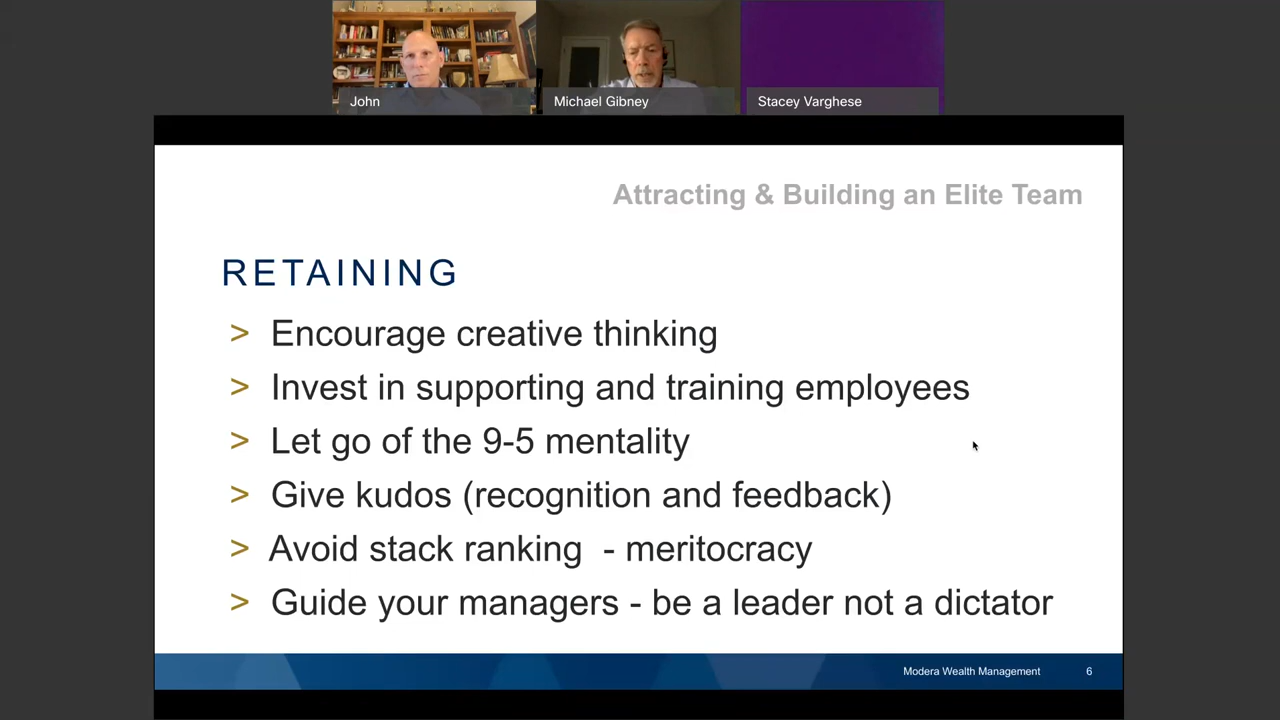 John
Michael Gibney
Stacey Varghese
Attracting & Building an Elite Team
RETAINING
> Encourage creative thinking
> Invest in supporting and training employees
> Let go of the 9-5 mentality
> Give kudos (recognition and feedback)
> Avoid stack ranking - meritocracy
> Guide your managers - be a leader not a dictator
Modera Wealth Management 6